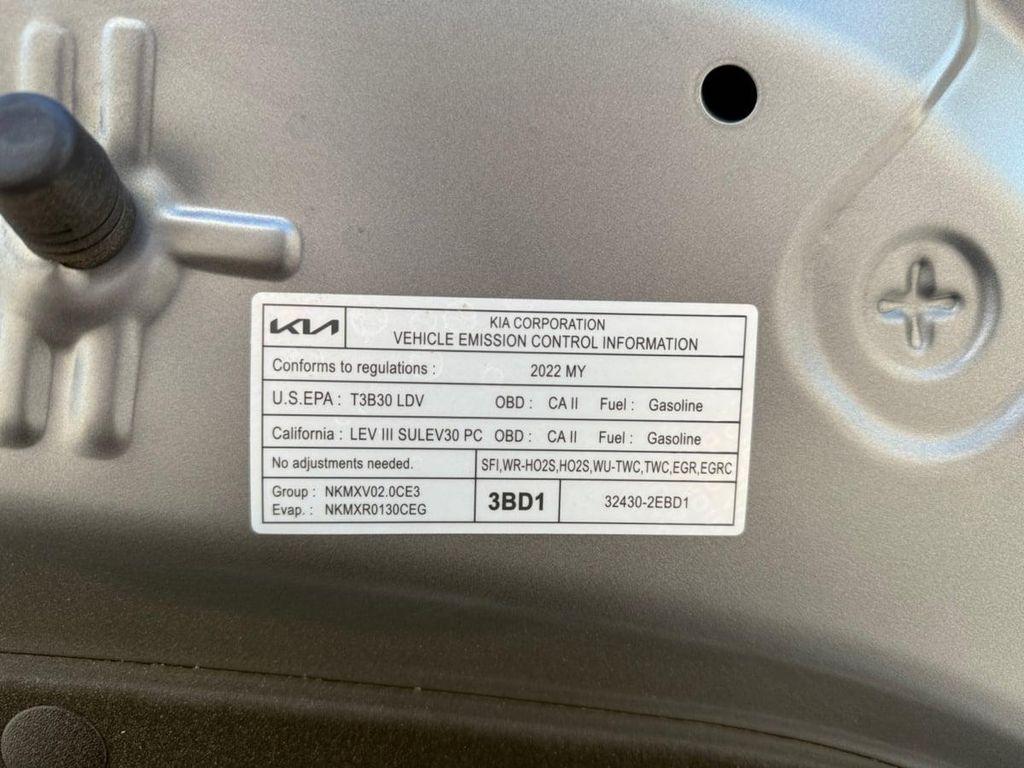 KIA
KIA CORPORATION
VEHICLE EMISSION CONTROL INFORMATION
Conforms to regulations : 2022 MY
U.S.EPA : T3B30 LDV OBD : CA II Fuel : Gasoline
California : LEV III SULEV30 PC OBD : CA II Fuel : Gasoline
No adjustments needed. SFI,WR-HO2S,HO2S,WU-TWC,TWC,EGR,EGRC
Group : NKMXV02.0CE3
Evap. : NKMXR0130CEG
3BD1
32430-2EBD1